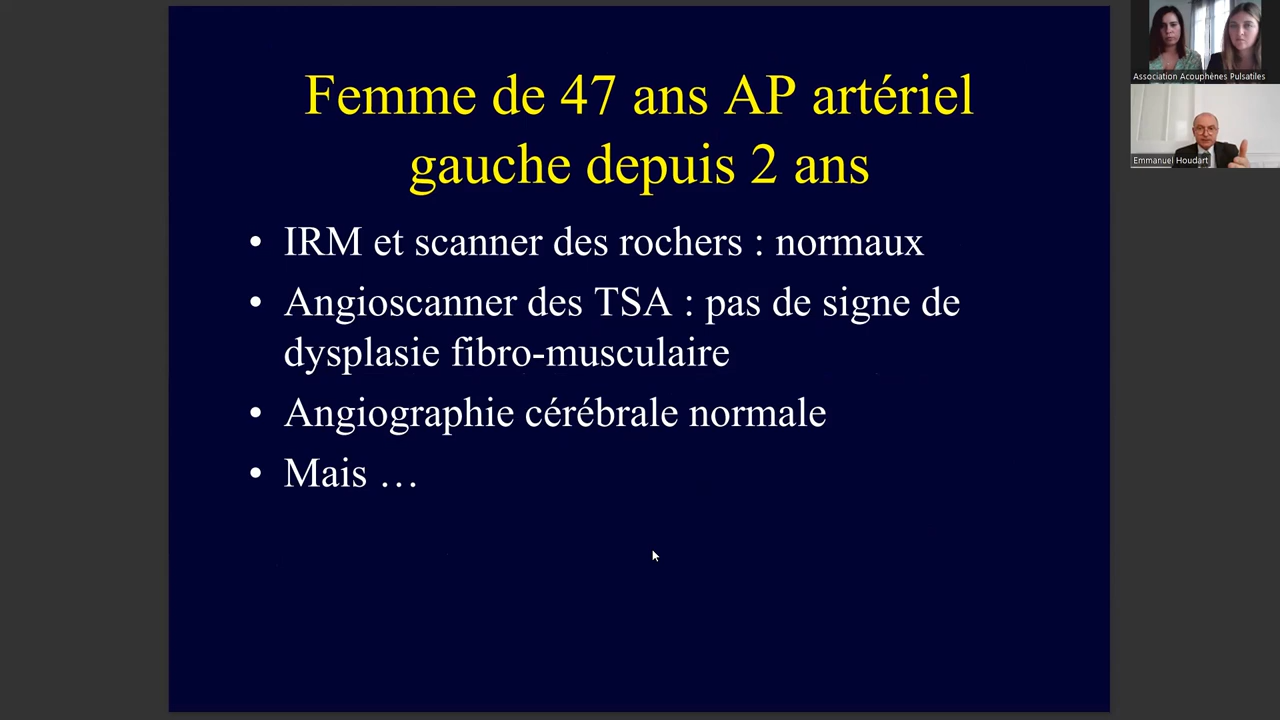 Femme de 47 ans AP artériel
gauche depuis 2 ans
• IRM et scanner des rochers : normaux
• Angioscanner des TSA : pas de signe de
dysplasie fibro-musculaire
• Angiographie cérébrale normale
• Mais …
Association Acouphènes Pulsatiles
Emmanuel Houdart